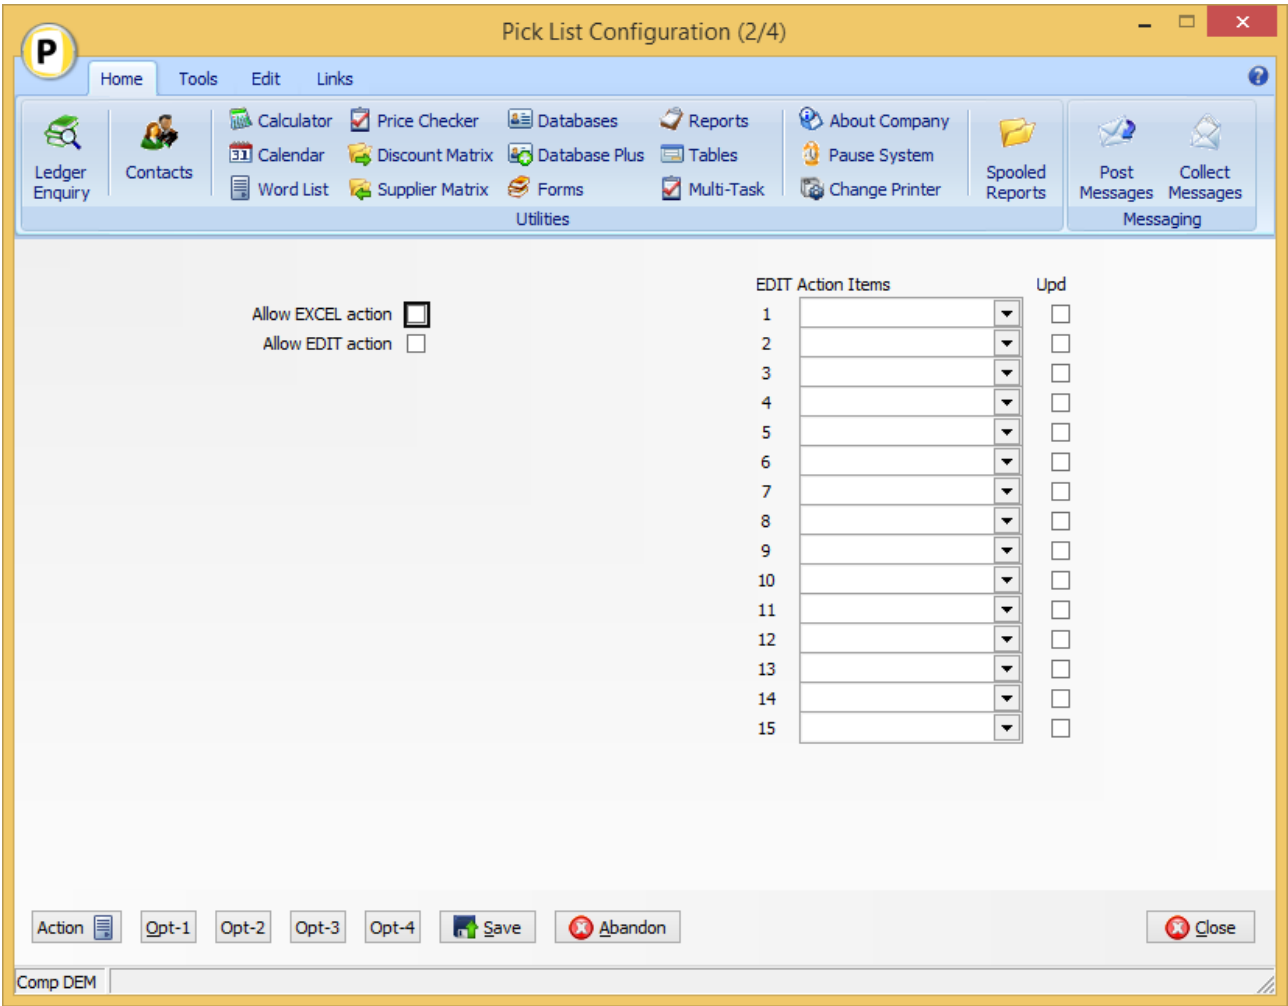 Pick List Configuration (2/4)
P
Home Tools Edit Links
Calculator Price Checker Databases Reports About Company
Calendar Discount Matrix Database Plus Tables Pause System
Word List Supplier Matrix Forms Multi-Task Change Printer
Ledger Enquiry Contacts Spooled Reports Post Messages Collect Messages
Utilities Messaging
EDIT Action Items Upd
Allow EXCEL action 1
Allow EDIT action 2
3
4
5
6
7
8
9
10
11
12
13
14
15
Action Opt-1 Opt-2 Opt-3 Opt-4 Save Abandon Close
Comp DEM